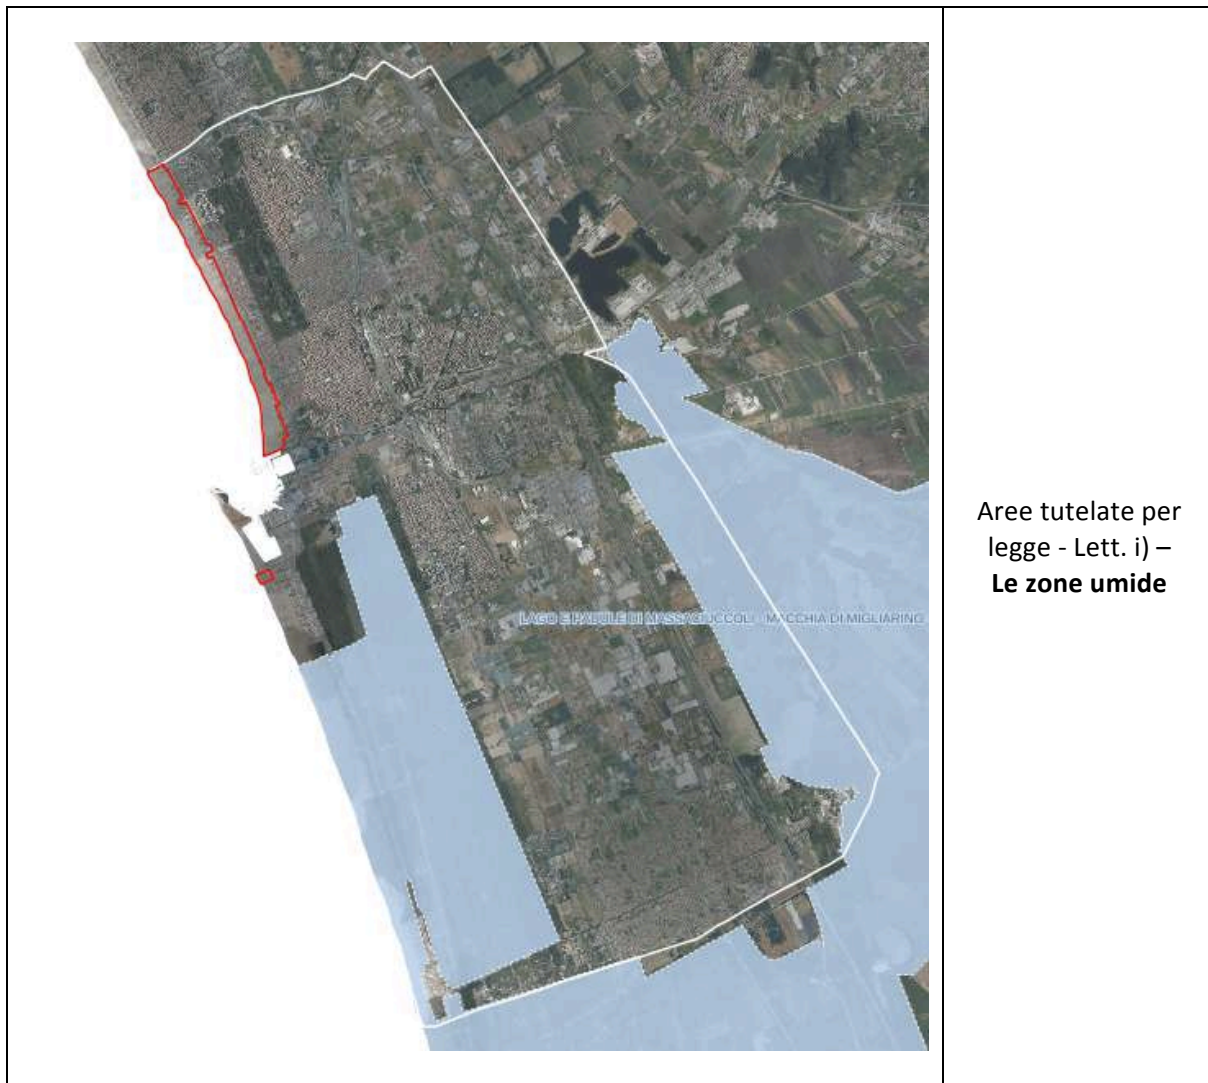 LAGO E PADULE DI MASSACIUCCOLI - MACCHIA DI MIGLIARINO
Aree tutelate per
legge - Lett. i) –
Le zone umide